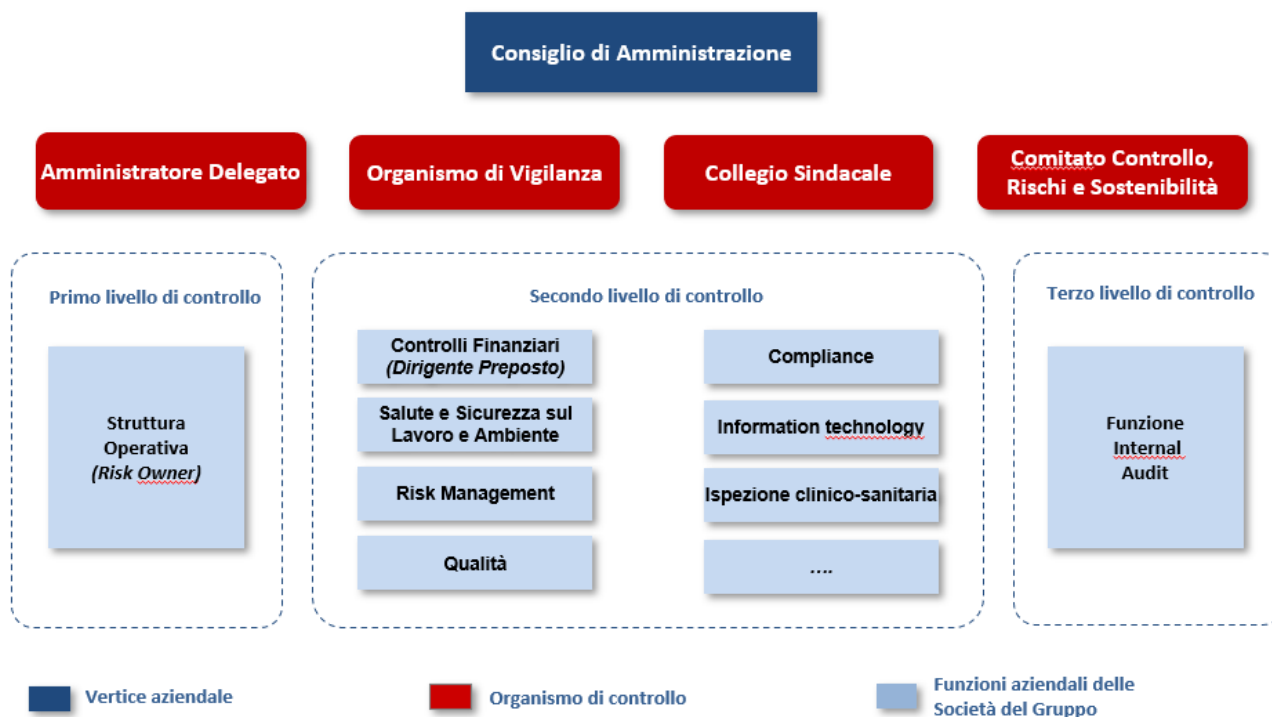 Consiglio di Amministrazione
Amministratore Delegato
Organismo di Vigilanza
Collegio Sindacale
Comitato Controllo,
Rischi e Sostenibilità
Primo livello di controllo
Struttura
Operativa
(Risk Owner)
Secondo livello di controllo
Controlli Finanziari
(Dirigente Preposto)
Salute e Sicurezza sul
Lavoro e Ambiente
Risk Management
Qualità
Compliance
Information technology
Ispezione clinico-sanitaria
....
Terzo livello di controllo
Funzione
Internal
Audit
Vertice aziendale
Organismo di controllo
Funzioni aziendali delle
Società del Gruppo